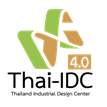 4.0
Thai-IDC
Thailand Industrial Design Center